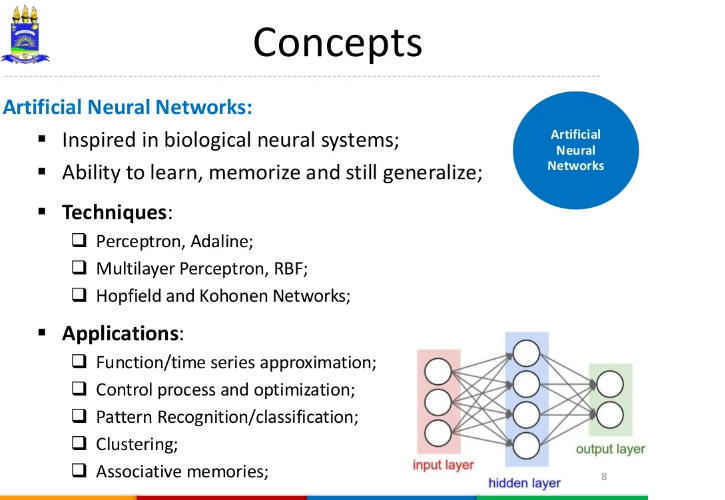 Concepts
Artificial Neural Networks:
▪ Inspired in biological neural systems;
▪ Ability to learn, memorize and still generalize;
▪ Techniques:
❑ Perceptron, Adaline;
❑ Multilayer Perceptron, RBF;
❑ Hopfield and Kohonen Networks;
▪ Applications:
❑ Function/time series approximation;
❑ Control process and optimization;
❑ Pattern Recognition/classification;
❑ Clustering;
❑ Associative memories;
Artificial
Neural
Networks
input layer
hidden layer
output layer
8